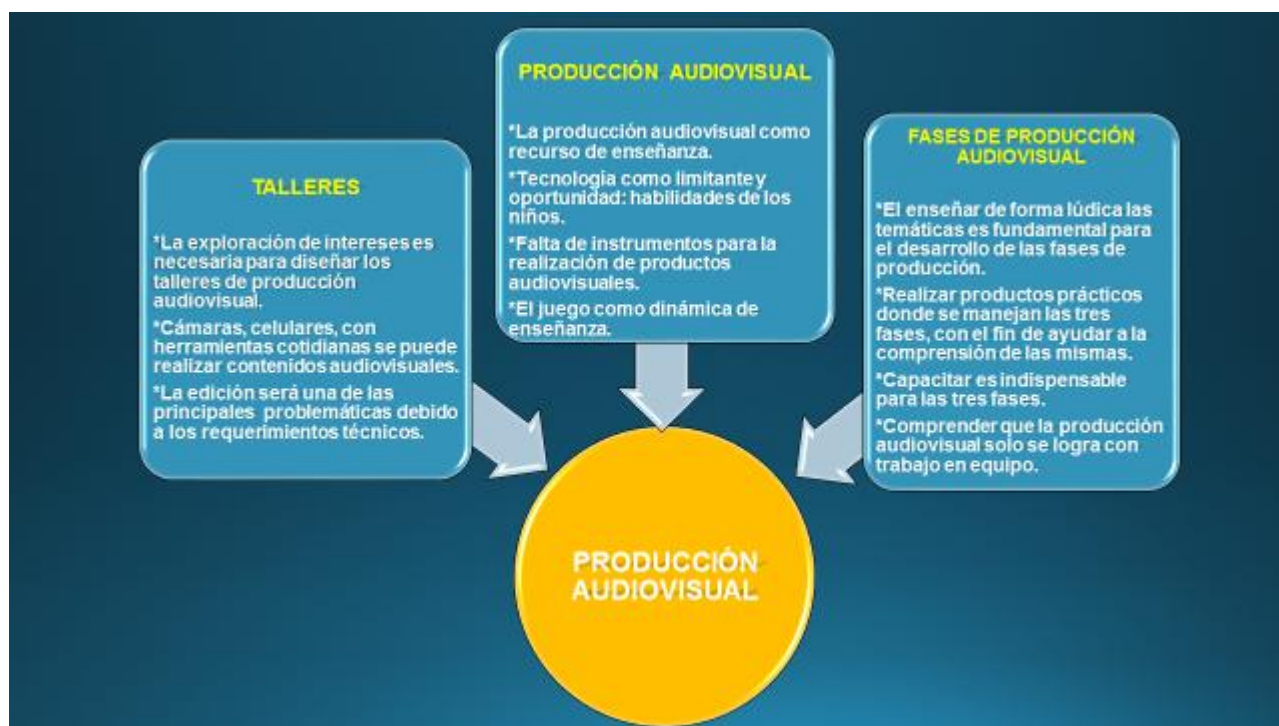 TALLERES
*La exploración de intereses es
necesaria para diseñar los
talleres de producción
audiovisual.
*Cámaras, celulares, con
herramientas cotidianas se puede
realizar contenidos audiovisuales.
*La edición será una de las
principales problemáticas debido
a los requerimientos técnicos.
PRODUCCIÓN AUDIOVISUAL
*La producción audiovisual como
recurso de enseñanza.
*Tecnología como limitante y
oportunidad: habilidades de los
niños.
*Falta de instrumentos para la
realización de productos
audiovisuales.
*El juego como dinámica de
enseñanza.
FASES DE PRODUCCIÓN
AUDIOVISUAL
*El enseñar de forma lúdica las
temáticas es fundamental para
el desarrollo de las fases de
producción.
*Realizar productos prácticos
donde se manejan las tres
fases, con el fin de ayudar a la
comprensión de las mismas.
*Capacitar es indispensable
para las tres fases.
*Comprender que la producción
audiovisual solo se logra con
trabajo en equipo.
PRODUCCIÓN
AUDIOVISUAL